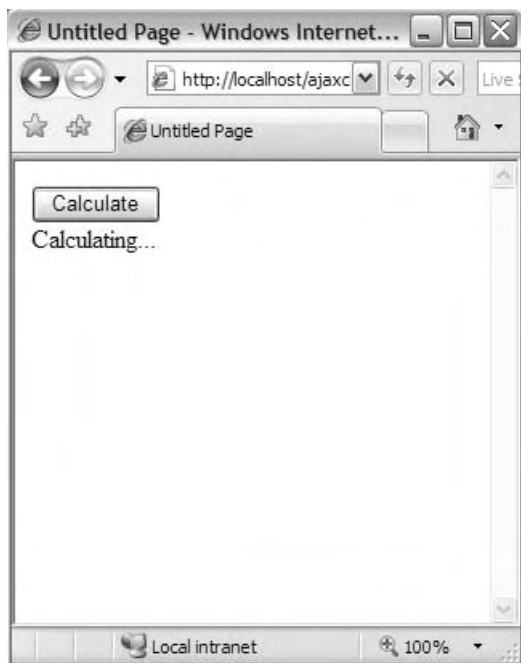 Untitled Page - Windows Internet...
http://localhost/ajaxc
Live
Untitled Page
Calculate
Calculating...
Local intranet
100%